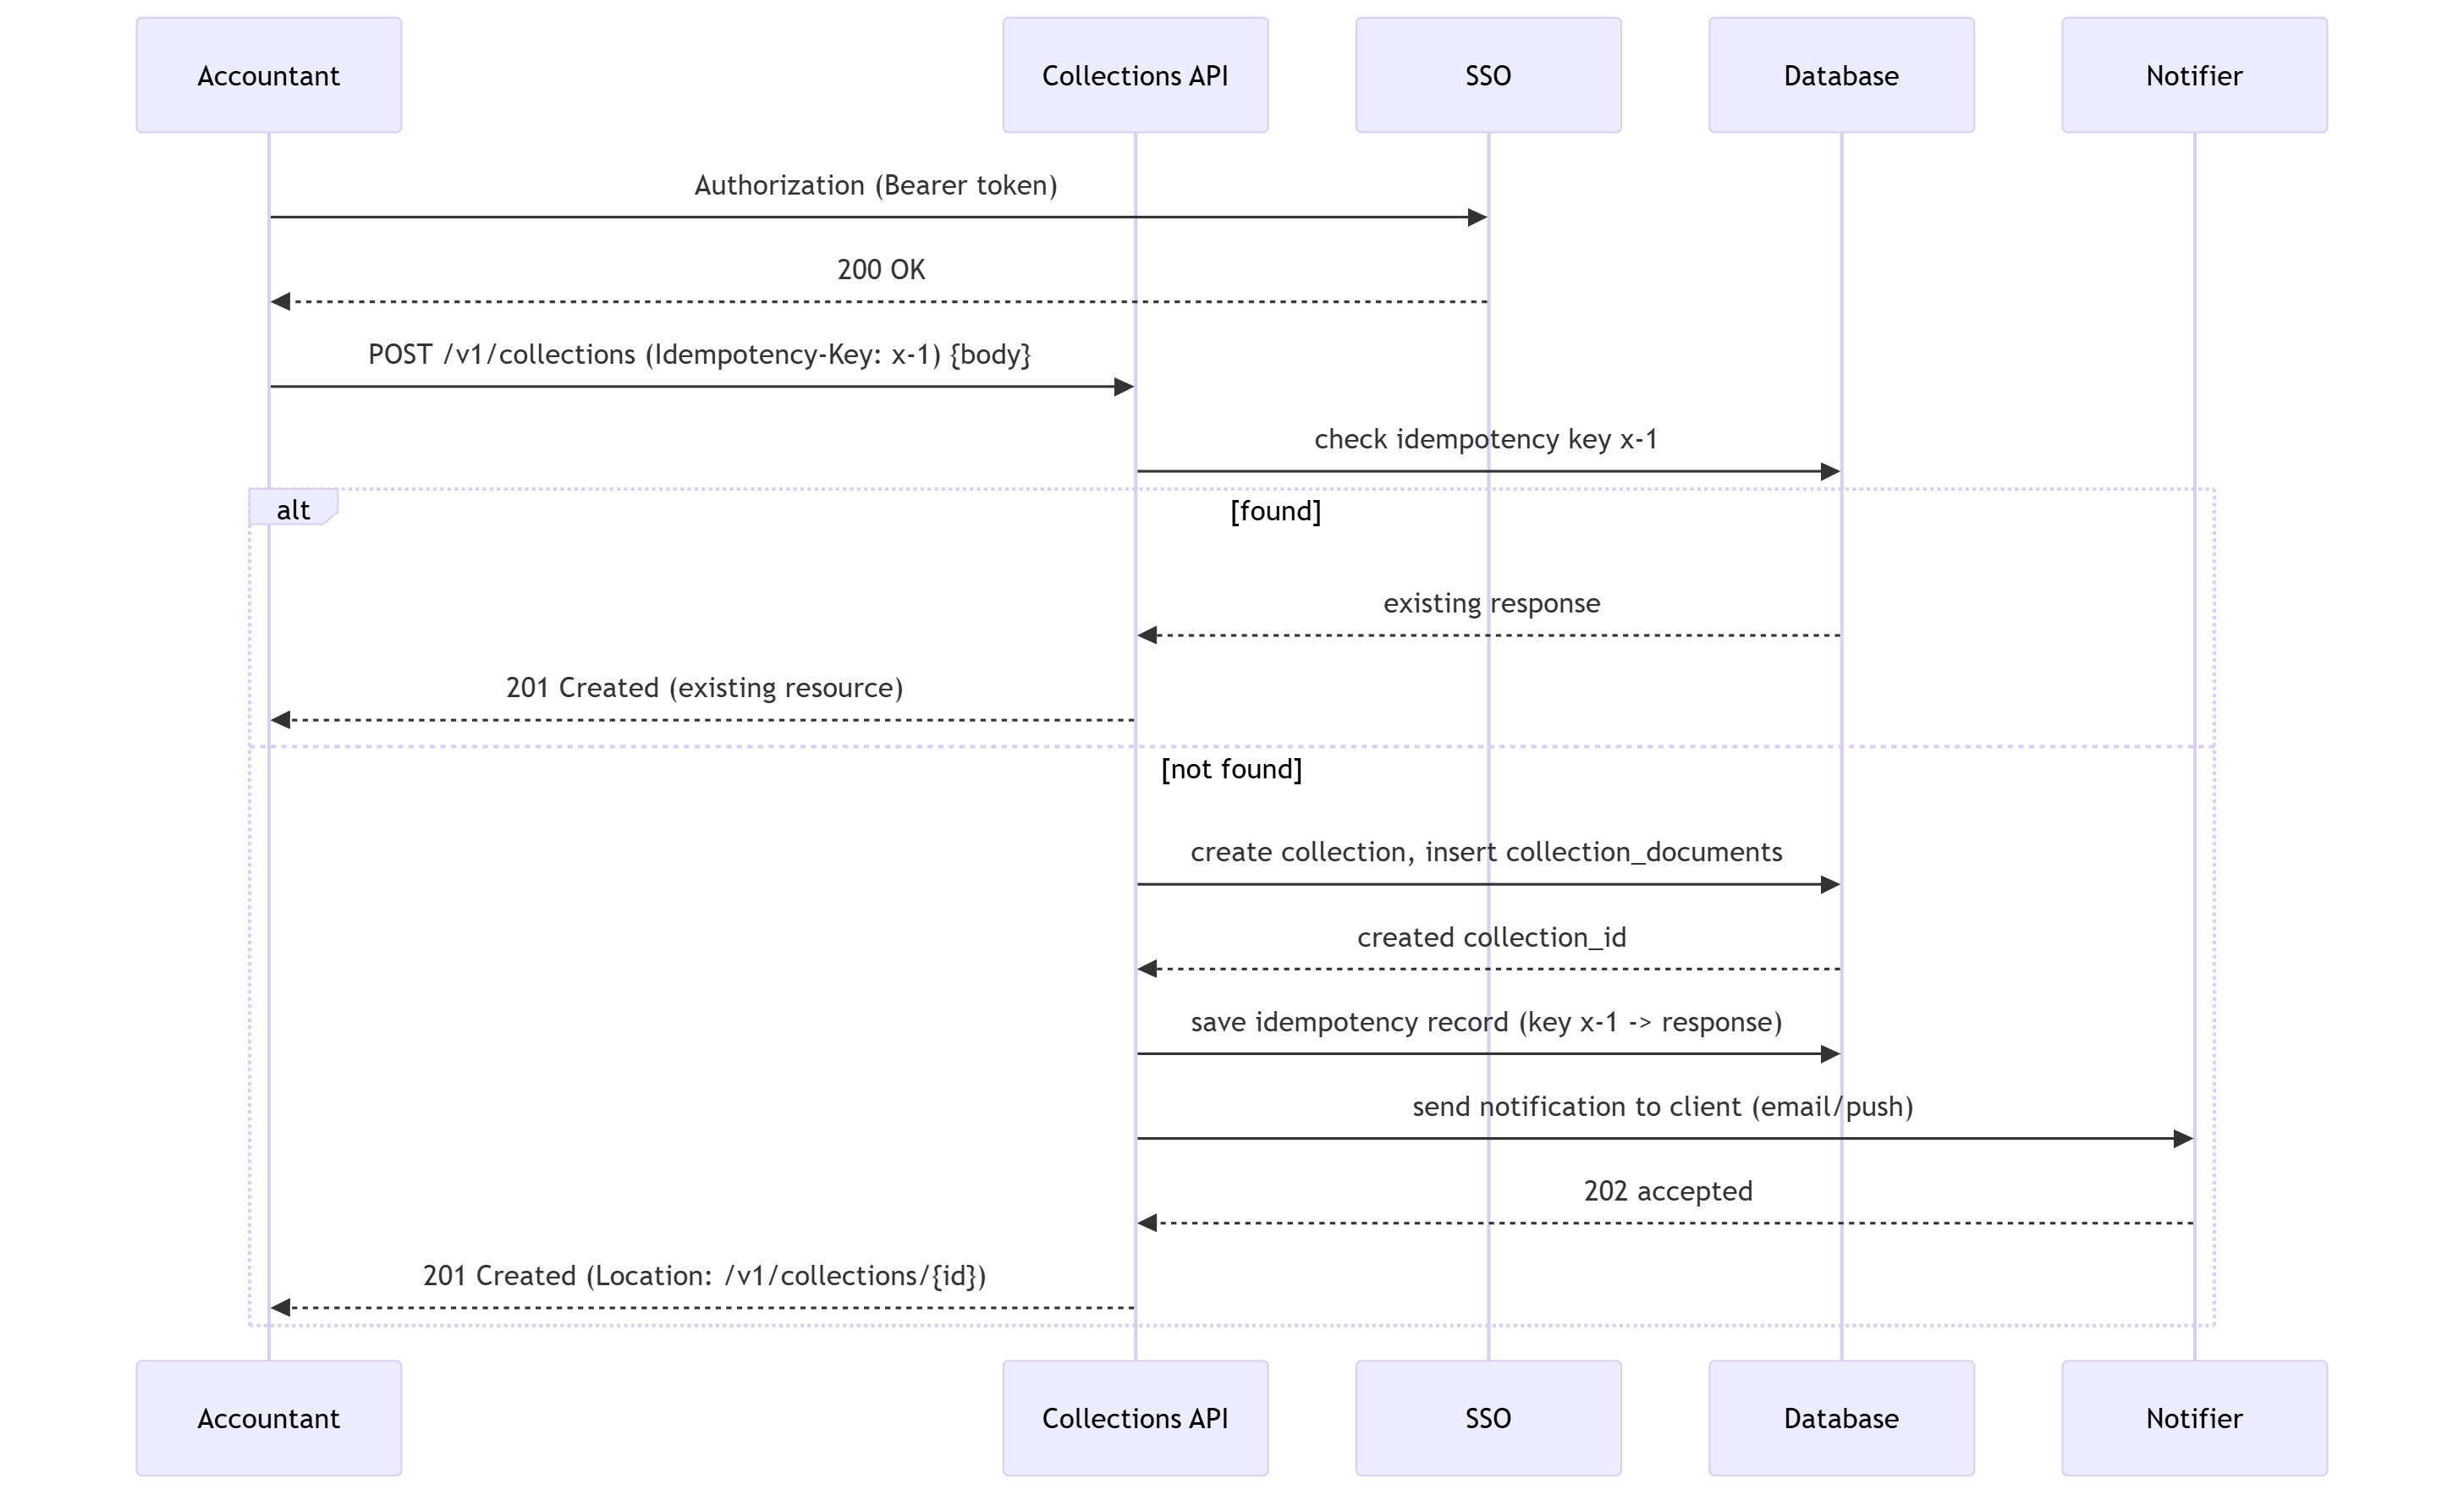 Accountant
Collections API
SSO
Database
Notifier
Authorization (Bearer token)
200 OK
POST /v1/collections (Idempotency-Key: x-1) {body}
check idempotency key x-1
alt
[found]
existing response
201 Created (existing resource)
[not found]
create collection, insert collection_documents
created collection_id
save idempotency record (key x-1 -> response)
send notification to client (email/push)
202 accepted
201 Created (Location: /v1/collections/{id})
Accountant
Collections API
SSO
Database
Notifier